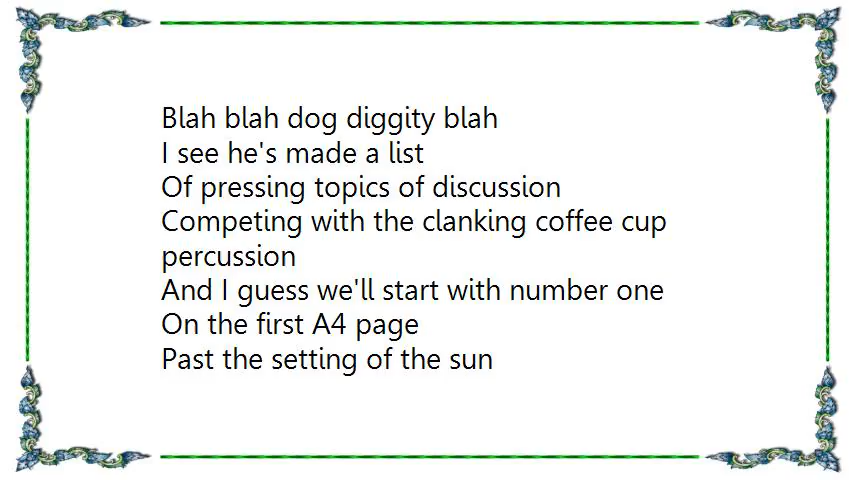 Blah blah dog diggity blah
I see he's made a list
Of pressing topics of discussion
Competing with the clanking coffee cup
percussion
And I guess we'll start with number one
On the first A4 page
Past the setting of the sun